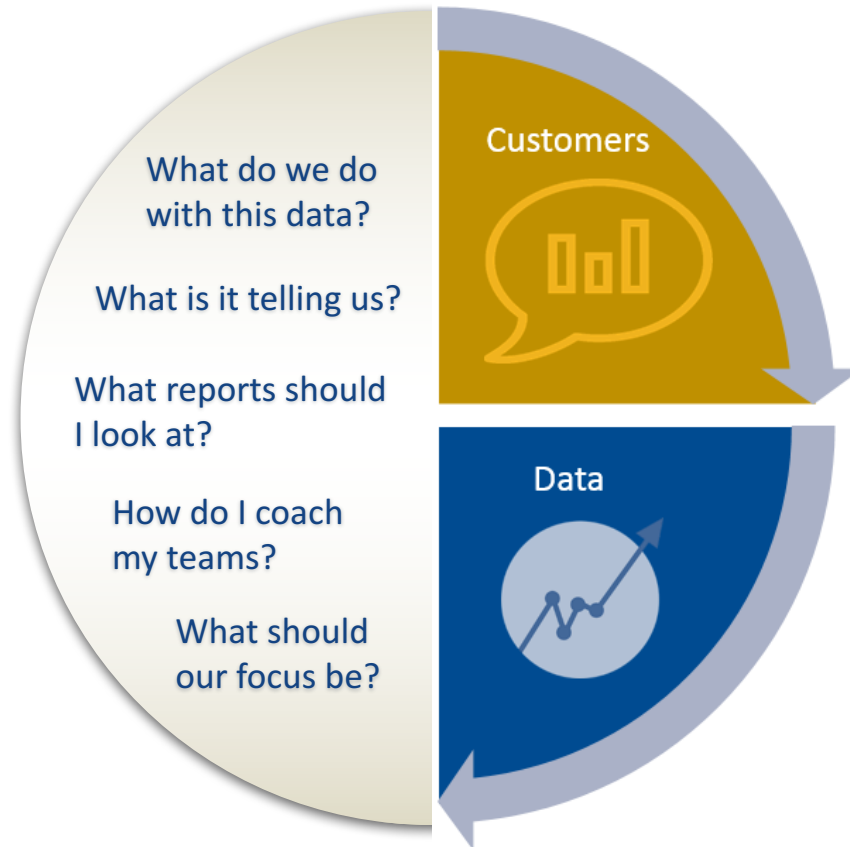 What do we do
with this data?
What is it telling us?
What reports should
I look at?
How do I coach
my teams?
What should
our focus be?
Customers
Data